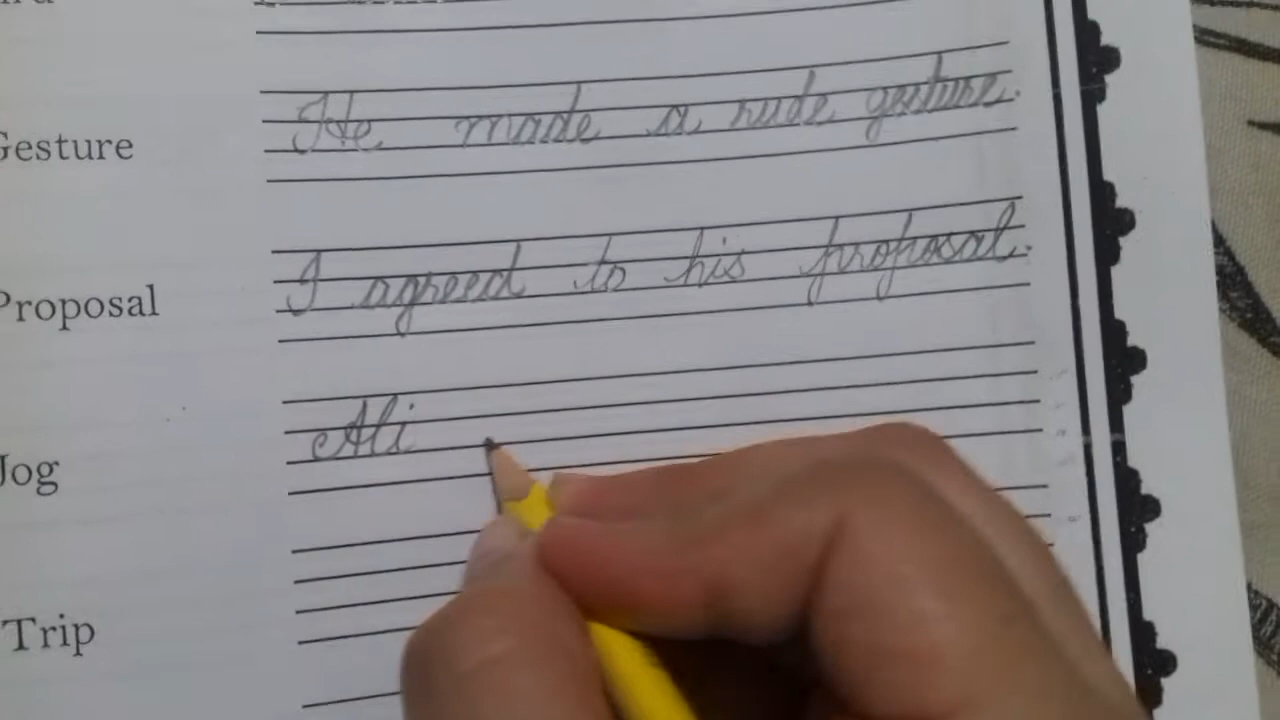 Gesture He made a rude gesture.
Proposal I agreed to his proposal.
Jog Ali
Trip